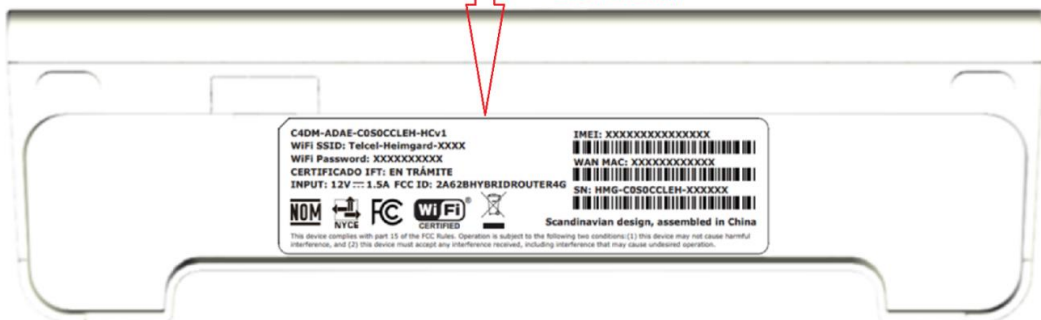 C4DM-ADAE-C0S0CCLEH-HCv1
WiFi SSID: Telcel-Heimgard-XXXX
WiFi Password: XXXXXXXXXX
CERTIFICADO IFT: EN TRÁMITE
INPUT: 12V ⎓ 1.5A FCC ID: 2A62BHYBRIDROUTER4G
IMEI: XXXXXXXXXXXXXXX
WAN MAC: XXXXXXXXXXXX
SN: HMG-C0S0CCLEH-XXXXXX
NOM
NYCE
FC
WiFi®
CERTIFIED
Scandinavian design, assembled in China
This device complies with part 15 of the FCC Rules. Operation is subject to the following two conditions:(1) this device may not cause harmful
interference, and (2) this device must accept any interference received, including interference that may cause undesired operation.